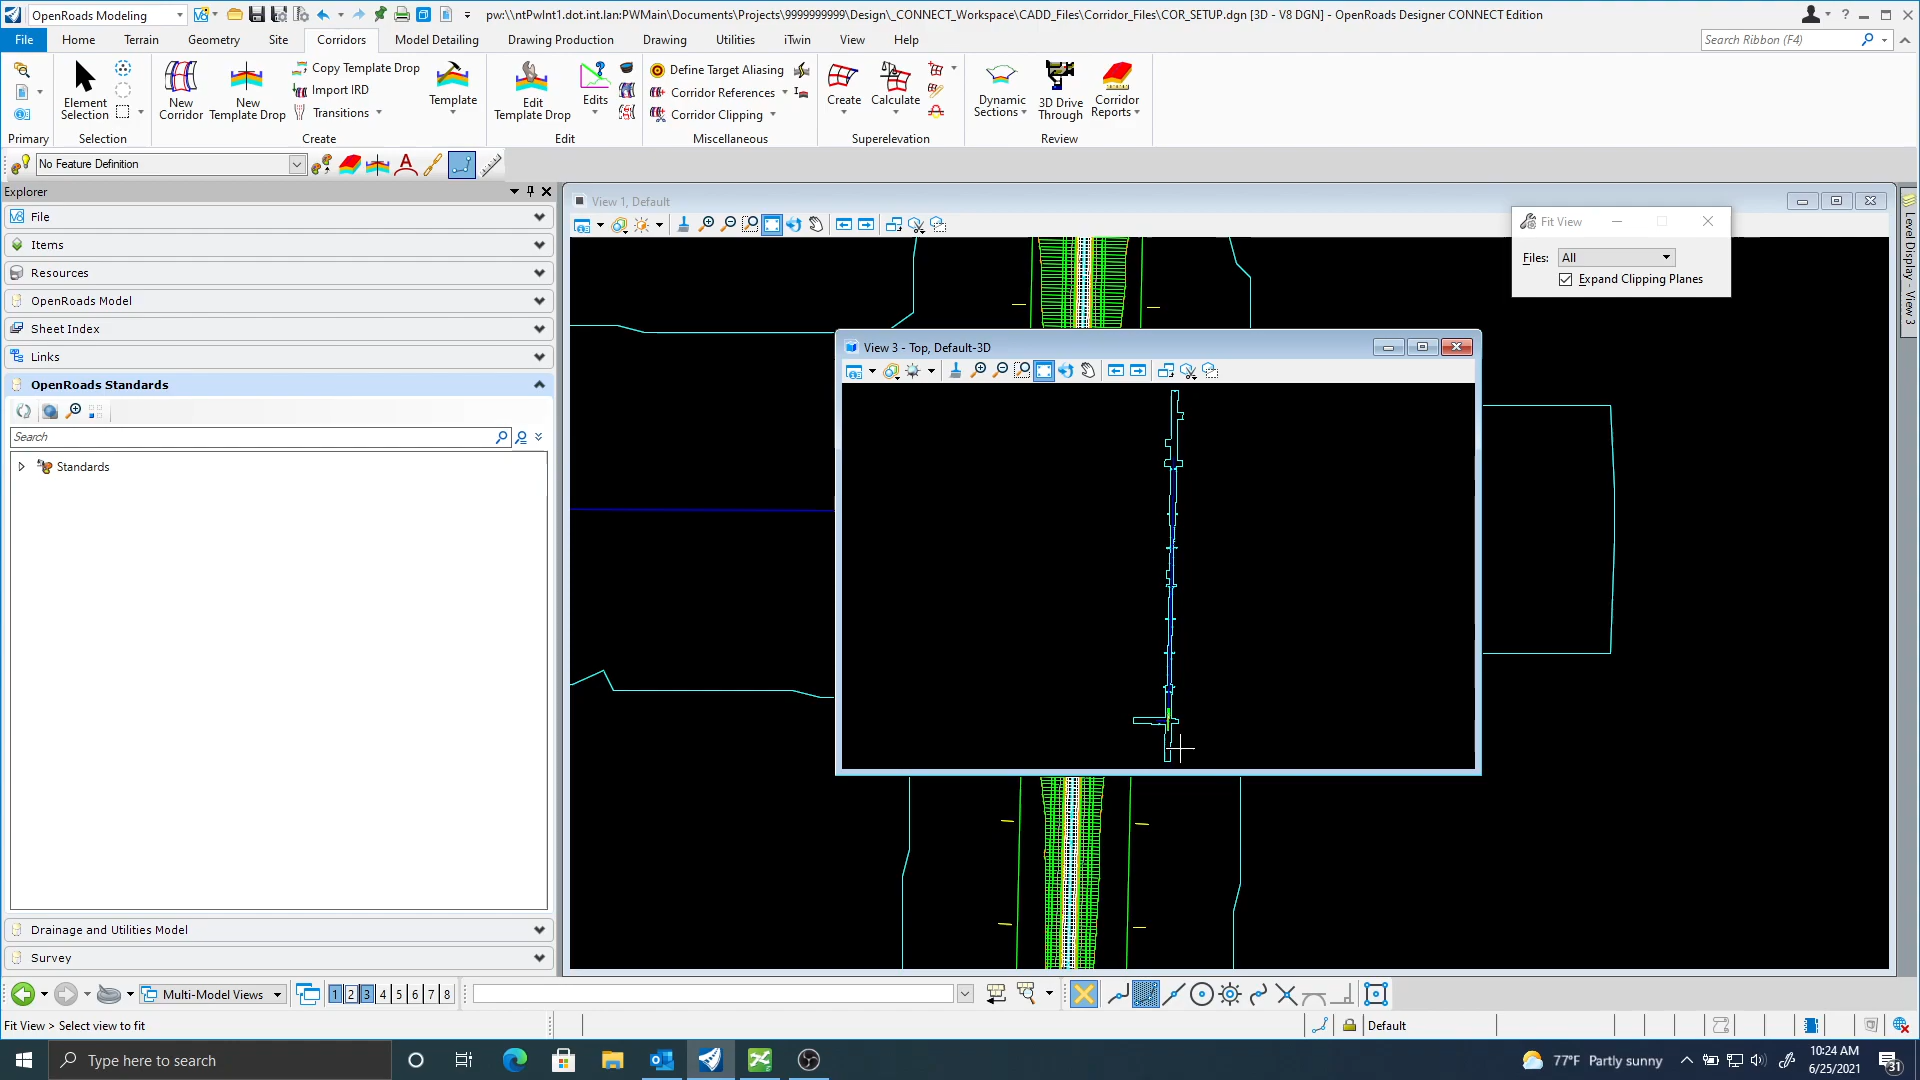 OpenRoads Modeling
pw:\\ntPwInt1.dot.int.lan:PWMain\Documents\Projects\9999999999\Design\_CONNECT_Workspace\CADD_Files\Corridor_Files\COR_SETUP.dgn [3D - V8 DGN] - OpenRoads Designer CONNECT Edition
File Home Terrain Geometry Site Corridors Model Detailing Drawing Production Drawing Utilities iTwin View Help
Search Ribbon (F4)
Element Selection
New Corridor
New Template Drop
Copy Template Drop
Import IRD
Transitions
Template
Edit Template Drop
Edits
Define Target Aliasing
Corridor References
Corridor Clipping
Create
Calculate
Dynamic Sections
3D Drive Through
Corridor Reports
Primary Selection Create Edit Miscellaneous Superelevation Review
No Feature Definition
Explorer
File
Items
Resources
OpenRoads Model
Sheet Index
Links
OpenRoads Standards
Search
Standards
Drainage and Utilities Model
Survey
View 1, Default
Fit View
Files: All
Expand Clipping Planes
Level Display - View 3
View 3 - Top, Default-3D
Multi-Model Views
1 2 3 4 5 6 7 8
Fit View > Select view to fit
Default
Type here to search
77°F Partly sunny
10:24 AM
6/25/2021
31